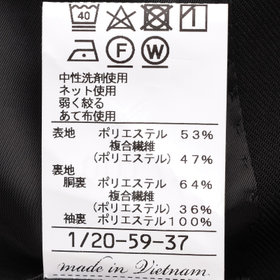 40
F W
中性洗剤使用
ネット使用
弱く絞る
あて布使用
表地 ポリエステル 53%
複合繊維
(ポリエステル) 47%
裏地
胴裏 ポリエステル 64%
複合繊維
(ポリエステル) 36%
袖裏 ポリエステル100%
1/20-59-37
made in Vietnam.